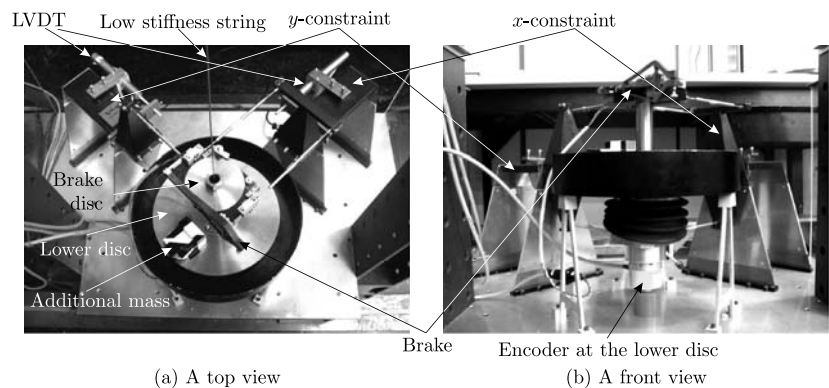 LVDT
Low stiffness string
y-constraint
x-constraint
Brake
disc
Lower disc
Additional mass
Brake
Encoder at the lower disc
(a) A top view
(b) A front view